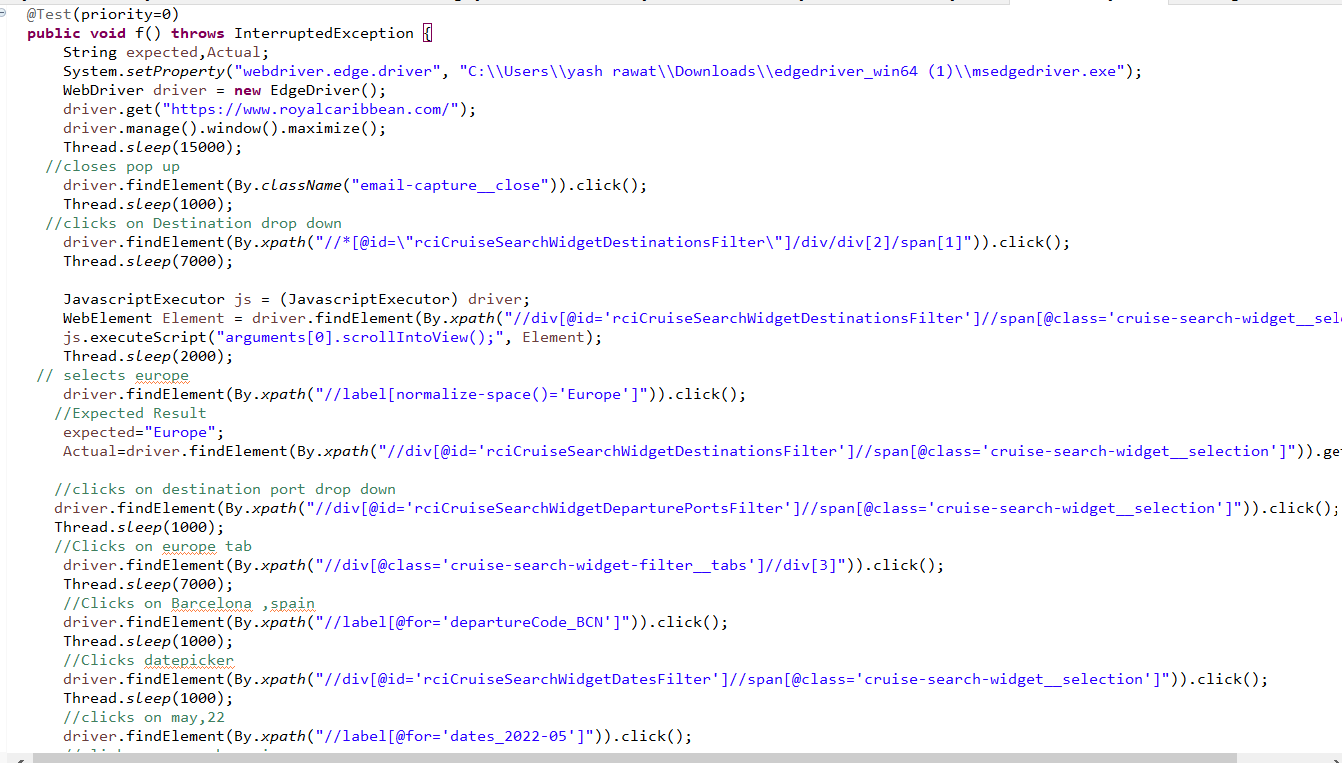 @Test(priority=0)
public void f() throws InterruptedException {
String expected,Actual;
System.setProperty("webdriver.edge.driver", "C:\\Users\\yash rawat\\Downloads\\edgedriver_win64 (1)\\msedgedriver.exe");
WebDriver driver = new EdgeDriver();
driver.get("https://www.royalcaribbean.com/");
driver.manage().window().maximize();
Thread.sleep(15000);
//closes pop up
driver.findElement(By.className("email-capture__close")).click();
Thread.sleep(1000);
//clicks on Destination drop down
driver.findElement(By.xpath("//*[@id=\"rciCruiseSearchWidgetDestinationsFilter\"]/div/div[2]/span[1]")).click();
Thread.sleep(7000);
JavascriptExecutor js = (JavascriptExecutor) driver;
WebElement Element = driver.findElement(By.xpath("//div[@id='rciCruiseSearchWidgetDestinationsFilter']//span[@class='cruise-search-widget__sel
js.executeScript("arguments[0].scrollIntoView();", Element);
Thread.sleep(2000);
// selects europe
driver.findElement(By.xpath("//label[normalize-space()='Europe']")).click();
//Expected Result
expected="Europe";
Actual=driver.findElement(By.xpath("//div[@id='rciCruiseSearchWidgetDestinationsFilter']//span[@class='cruise-search-widget__selection']")).get
//clicks on destination port drop down
driver.findElement(By.xpath("//div[@id='rciCruiseSearchWidgetDeparturePortsFilter']//span[@class='cruise-search-widget__selection']")).click();
Thread.sleep(1000);
//Clicks on europe tab
driver.findElement(By.xpath("//div[@class='cruise-search-widget-filter__tabs']//div[3]")).click();
Thread.sleep(7000);
//Clicks on Barcelona ,spain
driver.findElement(By.xpath("//label[@for='departureCode_BCN']")).click();
Thread.sleep(1000);
//Clicks datepicker
driver.findElement(By.xpath("//div[@id='rciCruiseSearchWidgetDatesFilter']//span[@class='cruise-search-widget__selection']")).click();
Thread.sleep(1000);
//clicks on may,22
driver.findElement(By.xpath("//label[@for='dates_2022-05']")).click();